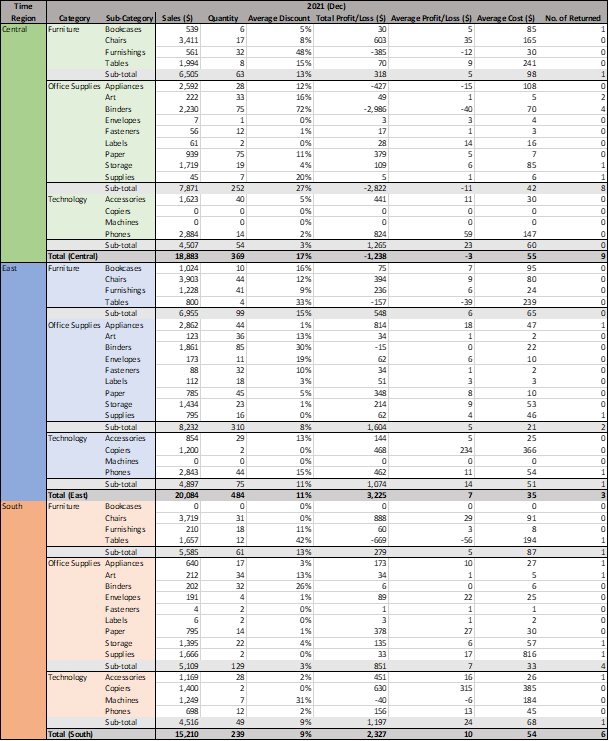 Time 2021 (Dec)
Region Category Sub-Category Sales ($) Quantity Average Discount Total Profit/Loss ($) Average Profit/Loss ($) Average Cost ($) No. of Returned
Central Furniture Bookcases 539 6 5% 30 5 85 1
Chairs 3,411 17 8% 603 35 165 0
Furnishings 561 32 48% -385 -12 30 0
Tables 1,994 8 15% 70 9 241 0
Sub-total 6,505 63 13% 318 5 98 1
Office Supplies Appliances 2,592 28 12% -427 -15 108 0
Art 222 33 16% 49 1 5 2
Binders 2,230 75 72% -2,986 -40 70 4
Envelopes 7 1 0% 3 3 4 0
Fasteners 56 12 1% 17 1 3 0
Labels 61 2 0% 28 14 16 0
Paper 939 75 11% 379 5 7 0
Storage 1,719 19 4% 109 6 85 1
Supplies 45 7 20% 5 1 6 1
Sub-total 7,871 252 27% -2,822 -11 42 8
Technology Accessories 1,623 40 5% 441 11 30 0
Copiers 0 0 0% 0 0 0 0
Machines 0 0 0% 0 0 0 0
Phones 2,884 14 2% 824 59 147 0
Sub-total 4,507 54 3% 1,265 23 60 0
Total (Central) 18,883 369 17% -1,238 -3 55 9
East Furniture Bookcases 1,024 10 16% 75 7 95 0
Chairs 3,903 44 12% 394 9 80 0
Furnishings 1,228 41 9% 236 6 24 0
Tables 800 4 33% -157 -39 239 0
Sub-total 6,955 99 15% 548 6 65 0
Office Supplies Appliances 2,862 44 1% 814 18 47 1
Art 123 36 13% 34 1 2 0
Binders 1,861 85 30% -15 0 22 0
Envelopes 173 11 19% 62 6 10 0
Fasteners 88 32 10% 34 1 2 0
Labels 112 18 3% 51 3 3 0
Paper 785 45 5% 348 8 10 0
Storage 1,434 23 1% 214 9 53 0
Supplies 795 16 0% 62 4 46 1
Sub-total 8,232 310 8% 1,604 5 21 2
Technology Accessories 854 29 13% 144 5 25 0
Copiers 1,200 2 0% 468 234 366 0
Machines 0 0 0% 0 0 0 0
Phones 2,843 44 15% 462 11 54 1
Sub-total 4,897 75 11% 1,074 14 51 1
Total (East) 20,084 484 11% 3,225 7 35 3
South Furniture Bookcases 0 0 0% 0 0 0 0
Chairs 3,719 31 0% 888 29 91 0
Furnishings 210 18 11% 60 3 8 0
Tables 1,657 12 42% -669 -56 194 1
Sub-total 5,585 61 13% 279 5 87 1
Office Supplies Appliances 640 17 3% 173 10 27 1
Art 212 34 13% 34 1 5 1
Binders 202 32 26% 6 0 6 0
Envelopes 191 4 1% 89 22 25 0
Fasteners 4 2 0% 1 1 1 0
Labels 6 2 0% 3 1 2 0
Paper 795 14 1% 378 27 30 0
Storage 1,395 22 4% 135 6 57 1
Supplies 1,666 2 0% 33 17 816 1
Sub-total 5,109 129 3% 851 7 33 4
Technology Accessories 1,169 28 2% 451 16 26 1
Copiers 1,400 2 0% 630 315 385 0
Machines 1,249 7 31% -40 -6 184 0
Phones 698 12 2% 156 13 45 0
Sub-total 4,516 49 9% 1,197 24 68 1
Total (South) 15,210 239 9% 2,327 10 54 6